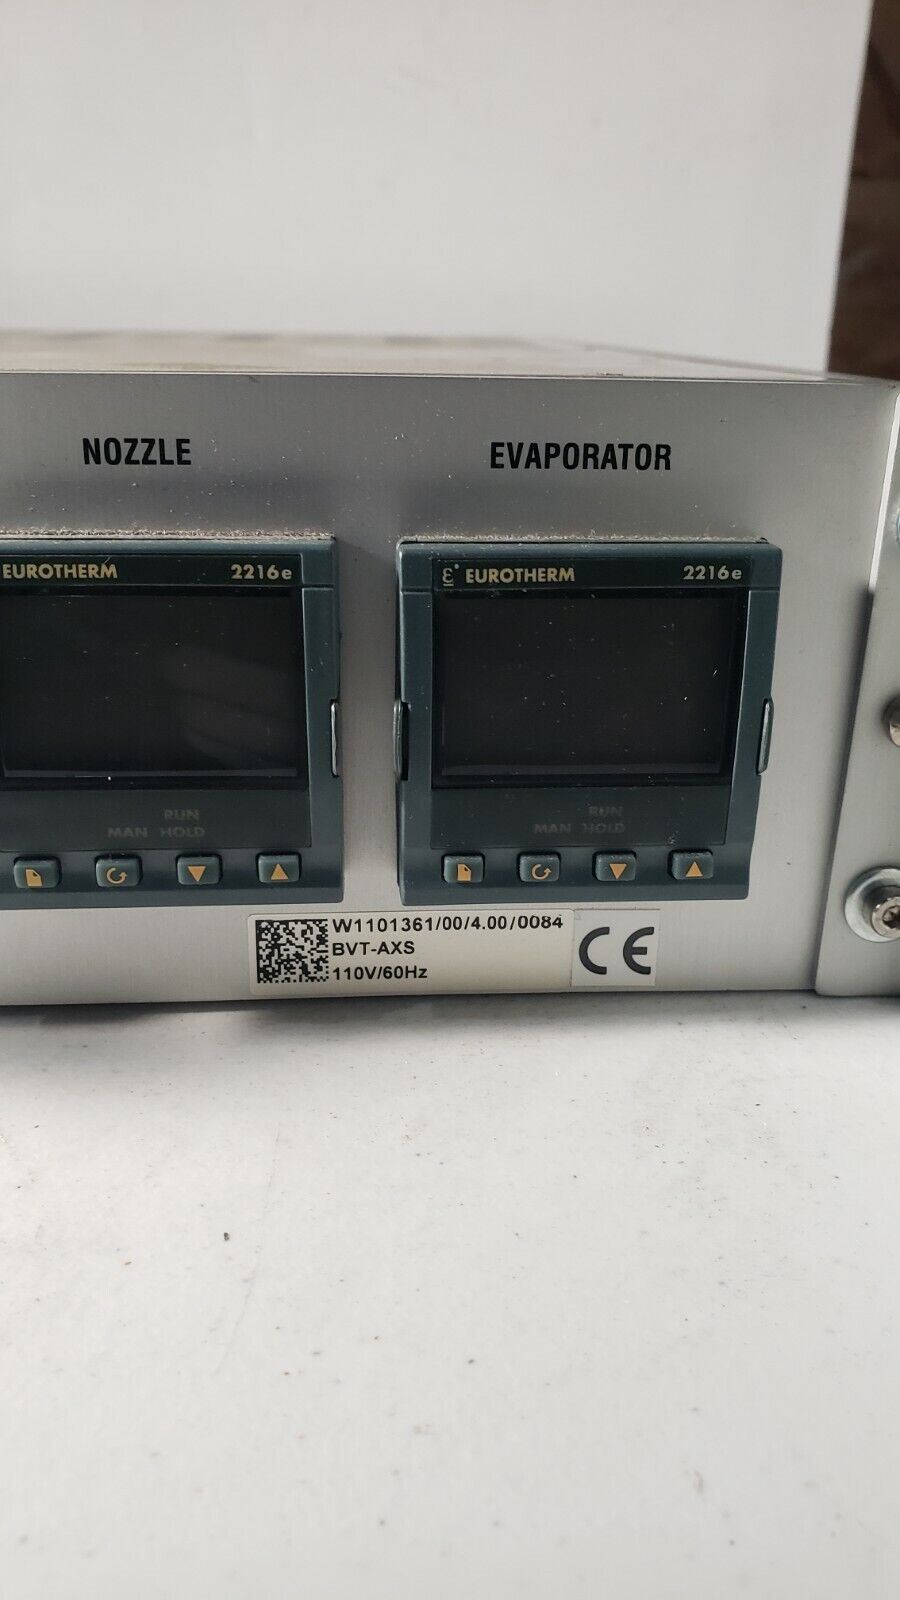 NOZZLE
EVAPORATOR
EUROTHERM 2216e
RUN
MAN HOLD
EUROTHERM 2216e
RUN
MAN HOLD
W1101361/00/4.00/0084
BVT-AXS
110V/60Hz
CE